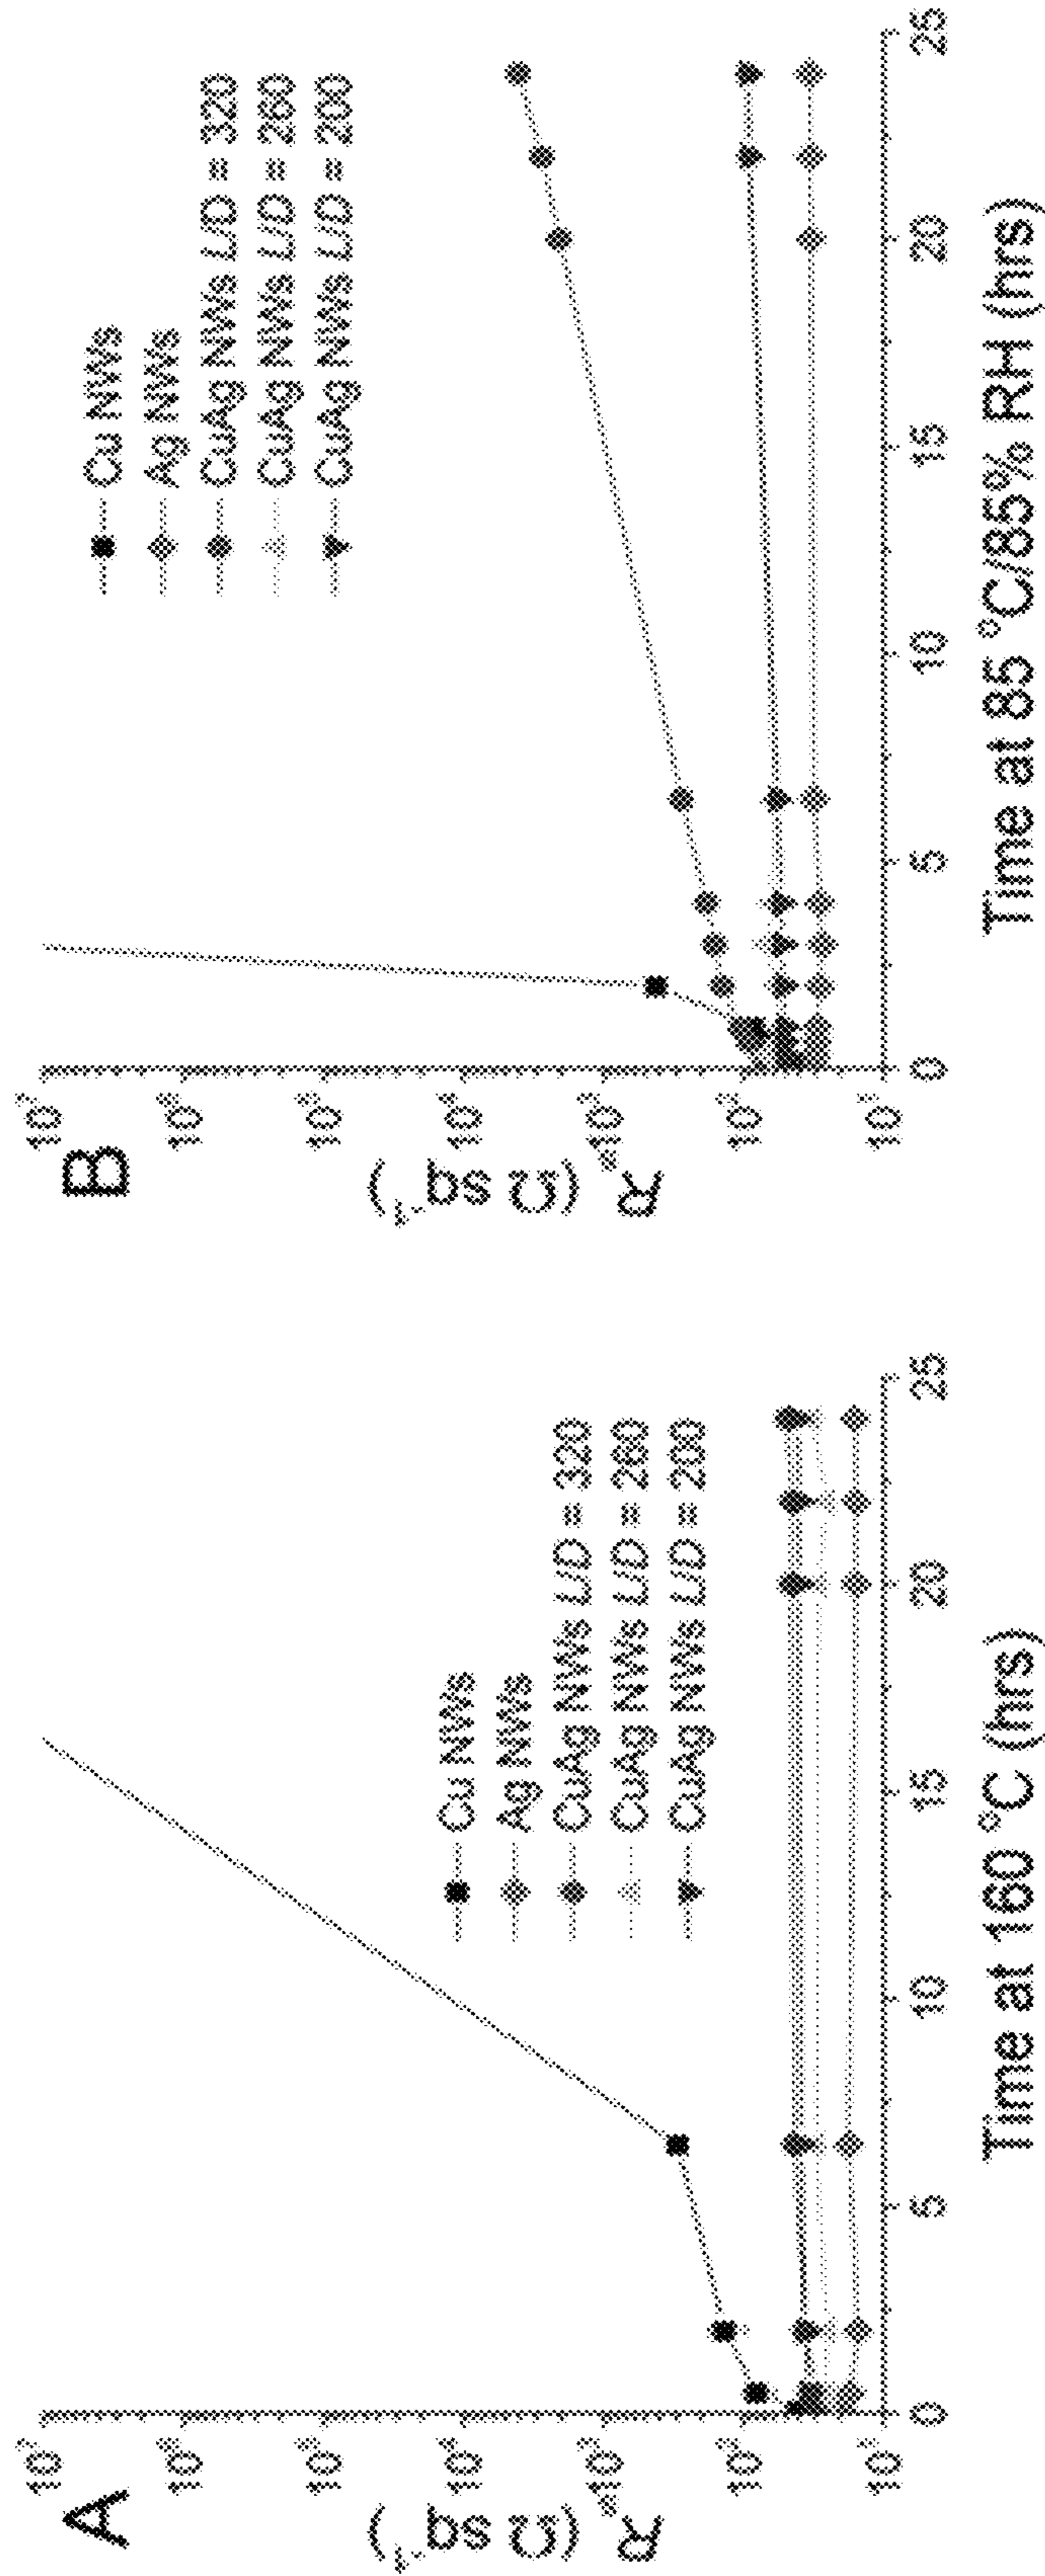 A
10⁷
10⁶
10⁵
10⁴
10³
10²
10¹
Rs (Ω sq⁻¹)
Cu NWs
Ag NWs
CuAg NWs L/D = 320
CuAg NWs L/D = 260
CuAg NWs L/D = 200
0 5 10 15 20 25
Time at 160 °C (hrs)
B
10⁷
10⁶
10⁵
10⁴
10³
10²
10¹
Rs (Ω sq⁻¹)
Cu NWs
Ag NWs
CuAg NWs L/D = 320
CuAg NWs L/D = 260
CuAg NWs L/D = 200
0 5 10 15 20 25
Time at 85 °C/85% RH (hrs)